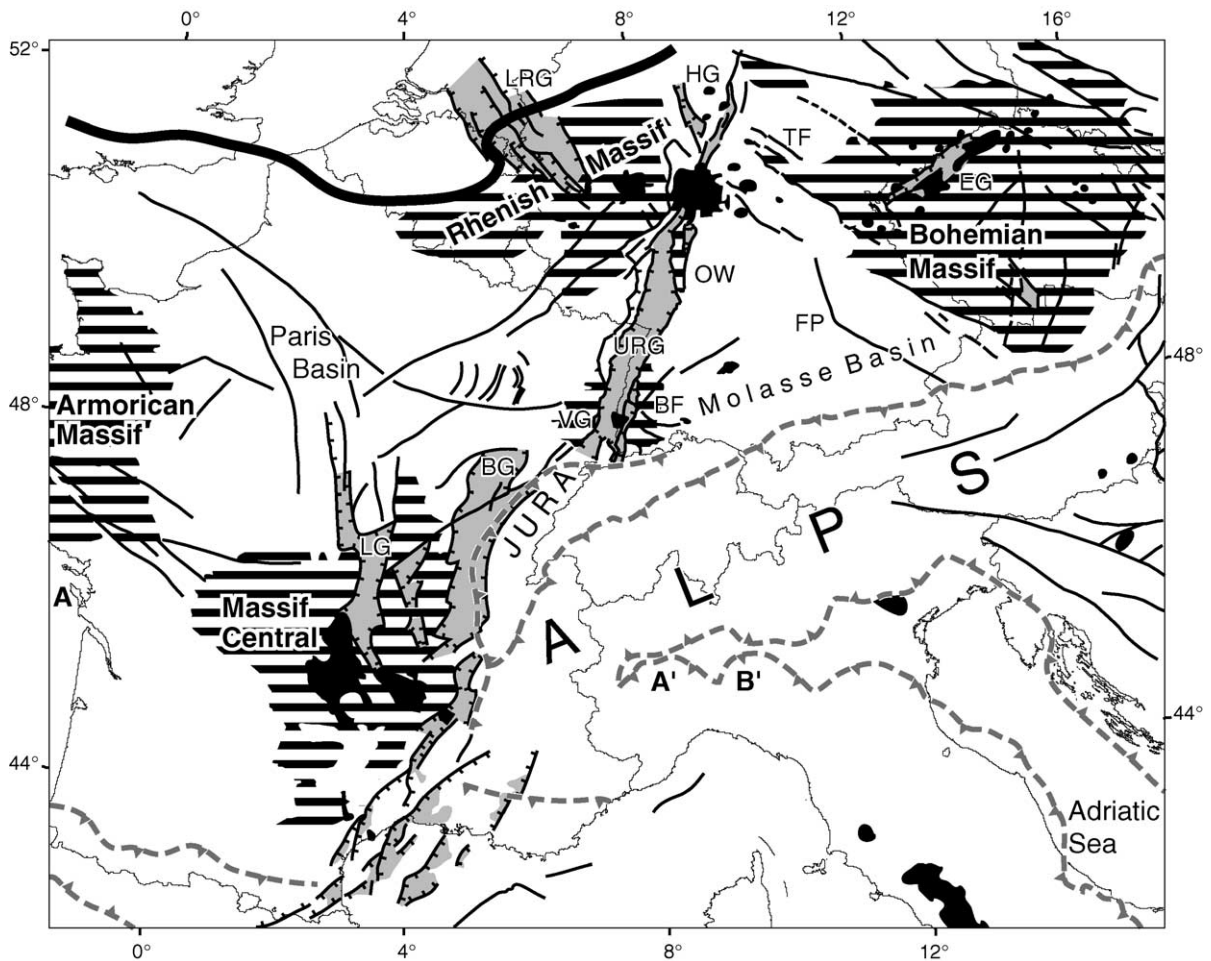 0° 4° 8° 12° 16°
52°
LRG
HG
TF
Rhenish Massif
EG
Bohemian
Massif
OW
FP
Paris
Basin
URG
48°
Molasse Basin
48°
Armorican
Massif
VG
BF
BG
JURA
LG
A L P S
A
Massif
Central
A' B'
44°
44°
Adriatic
Sea
0° 4° 8° 12°